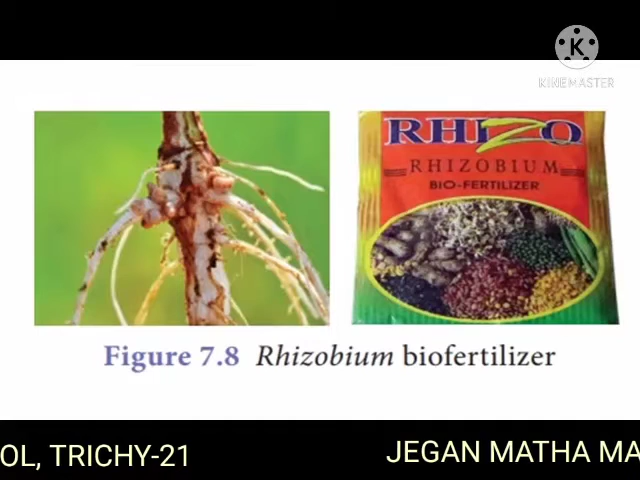 K
KINEMASTER
RHIZO
RHIZOBIUM
BIO-FERTILIZER
Figure 7.8 Rhizobium biofertilizer
OL, TRICHY-21 JEGAN MATHA MA